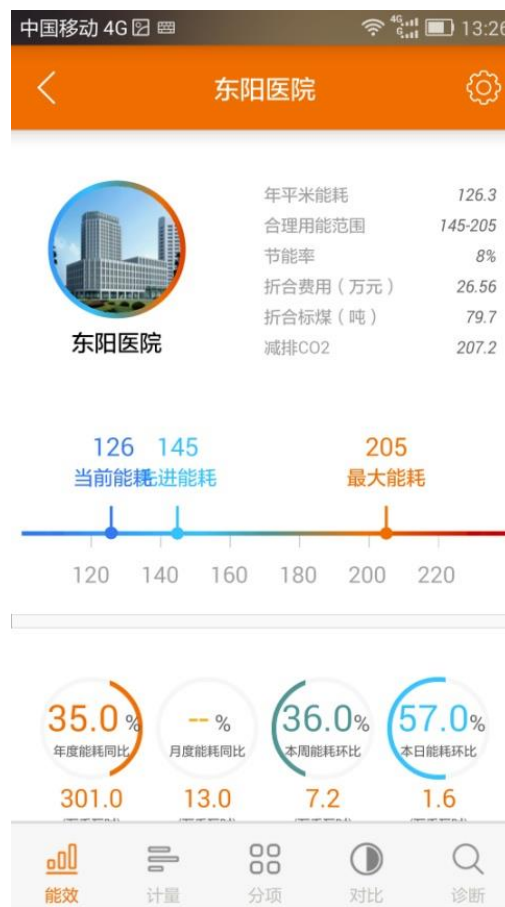 中国移动 4G 4G G 13:26
东阳医院
年平米能耗 126.3
合理用能范围 145-205
节能率 8%
折合费用（万元） 26.56
折合标煤（吨） 79.7
减排CO2 207.2
东阳医院
126 145 205
当前能耗 先进能耗 最大能耗
120 140 160 180 200 220
35.0% --% 36.0% 57.0%
年度能耗同比 月度能耗同比 本周能耗环比 本日能耗环比
301.0 13.0 7.2 1.6
能效 计量 分项 对比 诊断